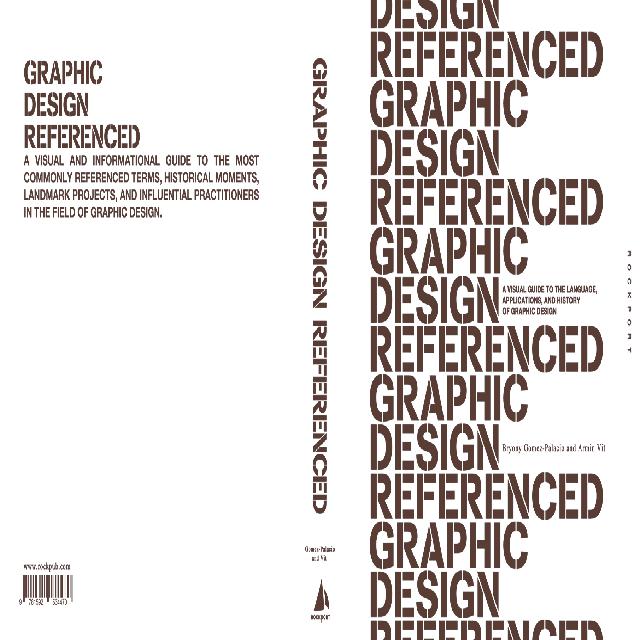 GRAPHIC
DESIGN
REFERENCED
A VISUAL AND INFORMATIONAL GUIDE TO THE MOST
COMMONLY REFERENCED TERMS, HISTORICAL MOMENTS,
LANDMARK PROJECTS, AND INFLUENTIAL PRACTITIONERS
IN THE FIELD OF GRAPHIC DESIGN.
www.rockpub.com
GRAPHIC DESIGN REFERENCED
Gomez-Palacio
and Vit
ROCKPORT
DESIGN
REFERENCED
GRAPHIC
DESIGN
REFERENCED
GRAPHIC
DESIGN
A VISUAL GUIDE TO THE LANGUAGE,
APPLICATIONS, AND HISTORY
OF GRAPHIC DESIGN
REFERENCED
GRAPHIC
DESIGN
Bryony Gomez-Palacio and Armin Vit
REFERENCED
GRAPHIC
DESIGN
REFERENCED
ROCKPORT